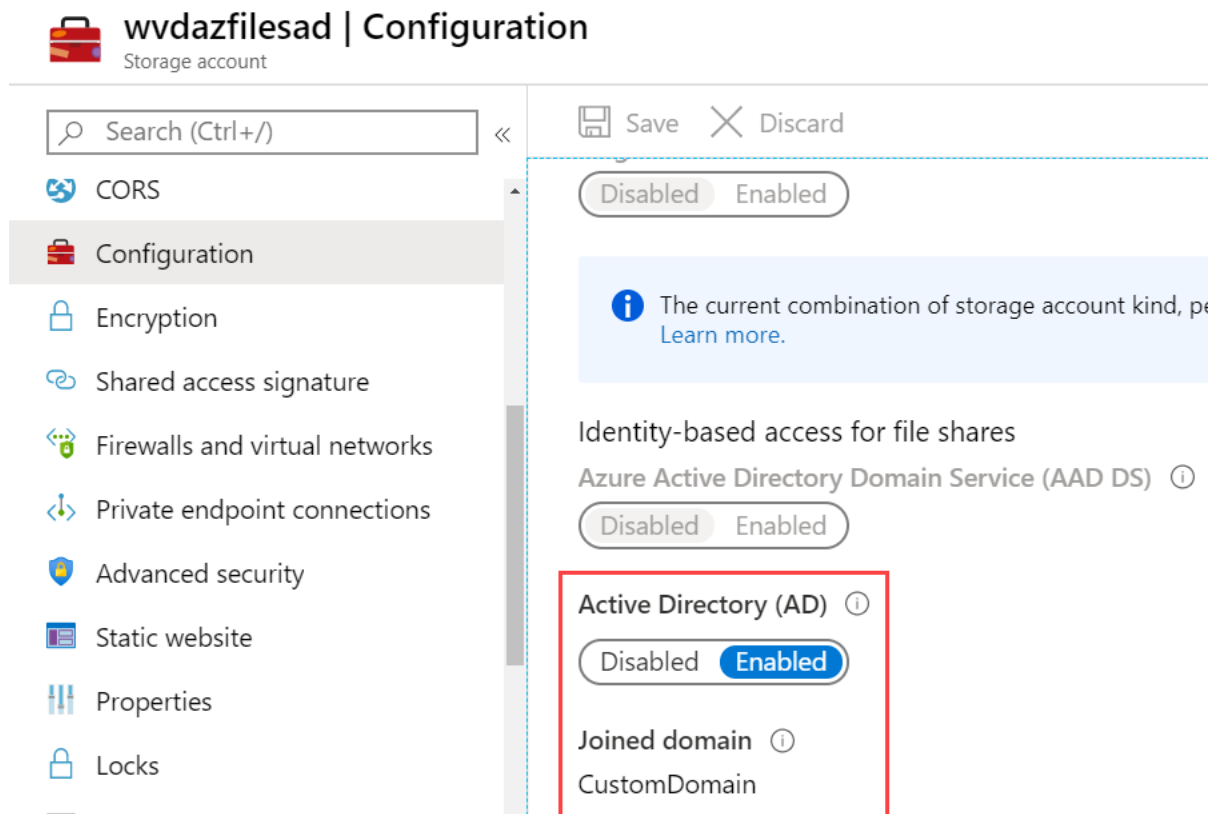 wvdazfilesad | Configuration
Storage account
Search (Ctrl+/)
«
CORS
Configuration
Encryption
Shared access signature
Firewalls and virtual networks
Private endpoint connections
Advanced security
Static website
Properties
Locks
Save Discard
Disabled Enabled
The current combination of storage account kind, pe
Learn more.
Identity-based access for file shares
Azure Active Directory Domain Service (AAD DS)
Disabled Enabled
Active Directory (AD)
Disabled Enabled
Joined domain
CustomDomain